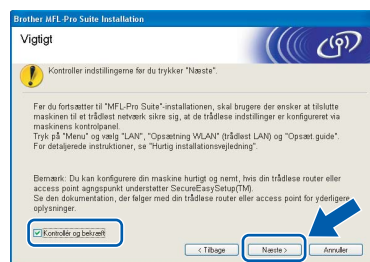 Brother MFL-Pro Suite Installation
Vigtigt
Kontroller indstillingerne før du trykker "Næste".
Før du fortsætter til "MFL-Pro Suite"-installationen, skal brugere der ønsker at tilslutte
maskinen til et trådløst netværk sikre sig, at de trådløse indstillinger er konfigureret via
maskinens kontrolpanel.
Tryk på "Menu" og vælg "LAN", "Opsætning WLAN" (trådløst LAN) og "Opsæt.guide".
For detaljerede instruktioner, se "Hurtig installationsvejledning".
Bemærk: Du kan konfigurere din maskine hurtigt og nemt, hvis din trådløse router eller
access point agngspunkt understøtter SecureEasySetup(TM).
Se den dokumentation, der følger med din trådløse router eller access point for yderligere
oplysninger.
Kontrollér og bekræft
< Tilbage
Næste >
Annuller